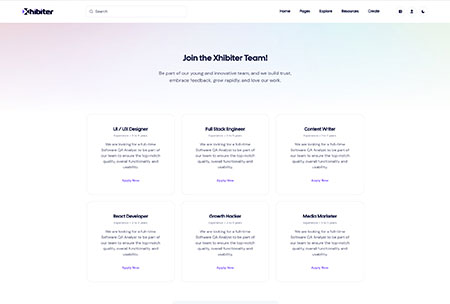 Xhibiter
Search
Home Pages Explore Resources Create
Join the Xhibiter Team!
Be part of our young and innovative team, and we build trust,
embrace feedback, grow rapidly, and love our work.
UI / UX Designer
Experience - 4 to 6 years
We are looking for a full-time
Software QA Analyst to be part of
our team to ensure the top-notch
quality, overall functionality and
usability.
Apply Now
Full Stack Engineer
We are looking for a full-time
Software QA Analyst to be part of
our team to ensure the top-notch
quality, overall functionality and
usability.
Apply Now
Content Writer
We are looking for a full-time
Software QA Analyst to be part of
our team to ensure the top-notch
quality, overall functionality and
usability.
Apply Now
React Developer
We are looking for a full-time
Software QA Analyst to be part of
our team to ensure the top-notch
quality, overall functionality and
usability.
Apply Now
Growth Hacker
We are looking for a full-time
Software QA Analyst to be part of
our team to ensure the top-notch
quality, overall functionality and
usability.
Apply Now
Media Marketer
We are looking for a full-time
Software QA Analyst to be part of
our team to ensure the top-notch
quality, overall functionality and
usability.
Apply Now